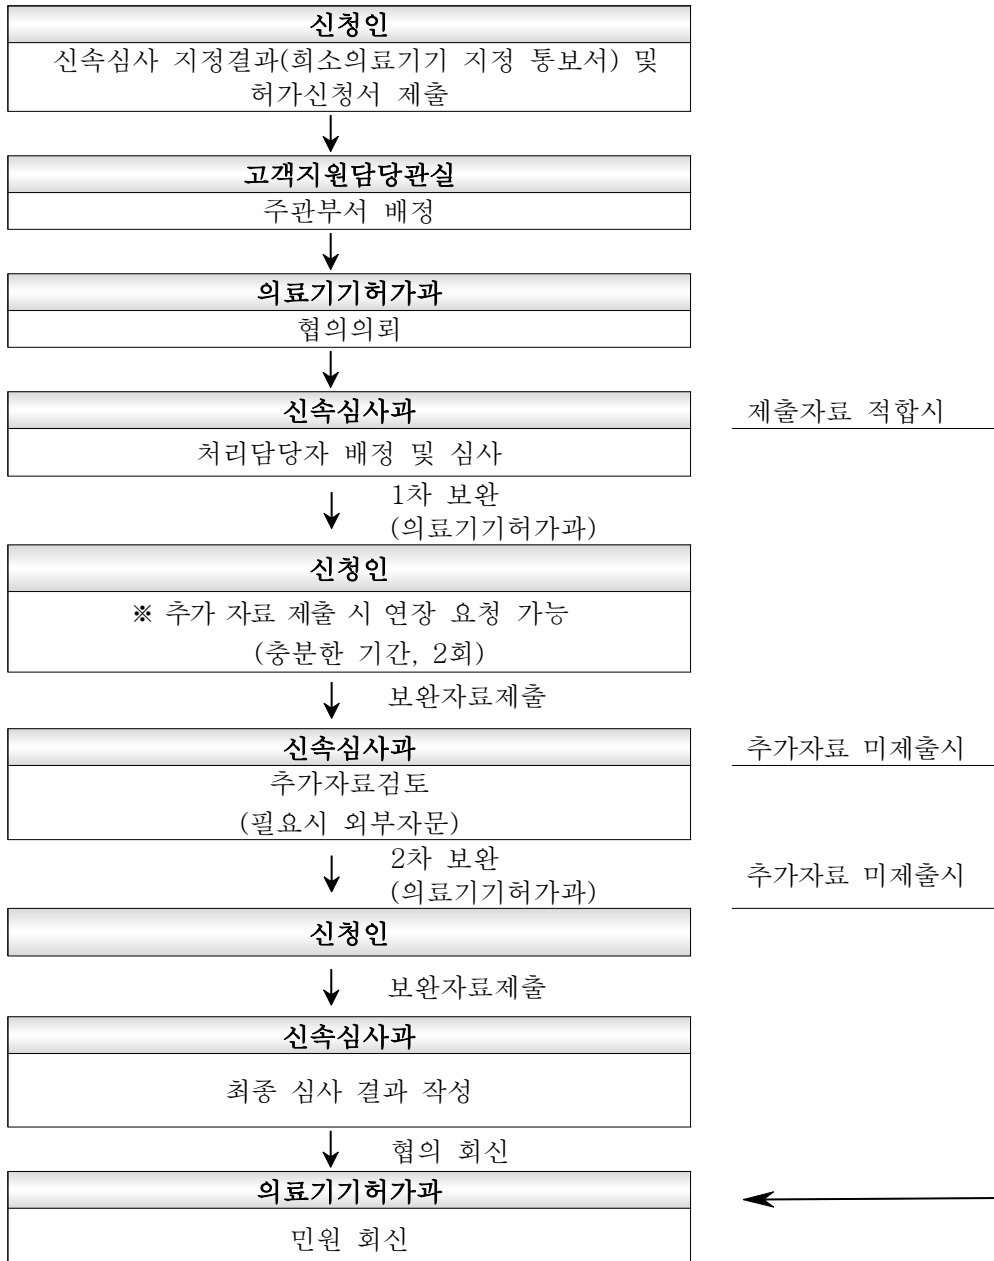 신청인
신속심사 지정결과(희소의료기기 지정 통보서) 및
허가신청서 제출
고객지원담당관실
주관부서 배정
의료기기허가과
협의의뢰
신속심사과
제출자료 적합시
처리담당자 배정 및 심사
1차 보완
(의료기기허가과)
신청인
※ 추가 자료 제출 시 연장 요청 가능
(충분한 기간, 2회)
보완자료제출
신속심사과
추가자료 미제출시
추가자료검토
(필요시 외부자문)
2차 보완
(의료기기허가과)
추가자료 미제출시
신청인
보완자료제출
신속심사과
최종 심사 결과 작성
협의 회신
의료기기허가과
민원 회신